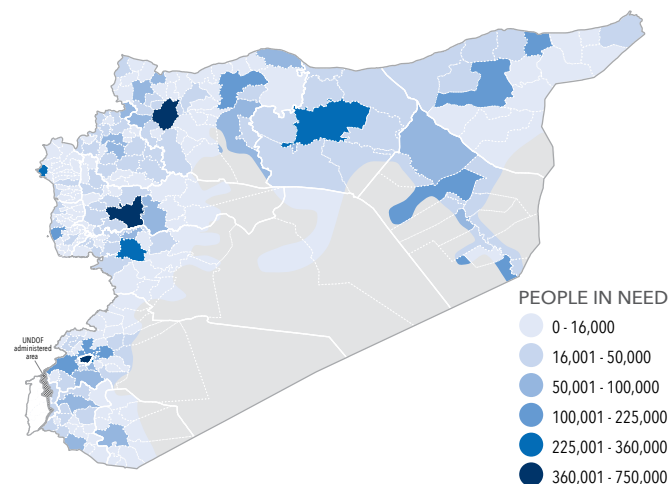 UNDOF
administered
area
PEOPLE IN NEED
0 - 16,000
16,001 - 50,000
50,001 - 100,000
100,001 - 225,000
225,001 - 360,000
360,001 - 750,000